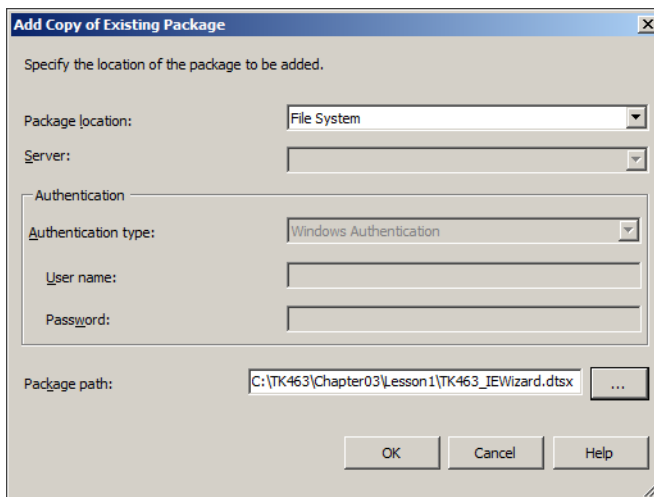 Add Copy of Existing Package
Specify the location of the package to be added.
Package location:
File System
Server:
Authentication
Authentication type:
Windows Authentication
User name:
Password:
Package path:
C:\TK463\Chapter03\Lesson1\TK463_IEWizard.dtsx
...
OK
Cancel
Help